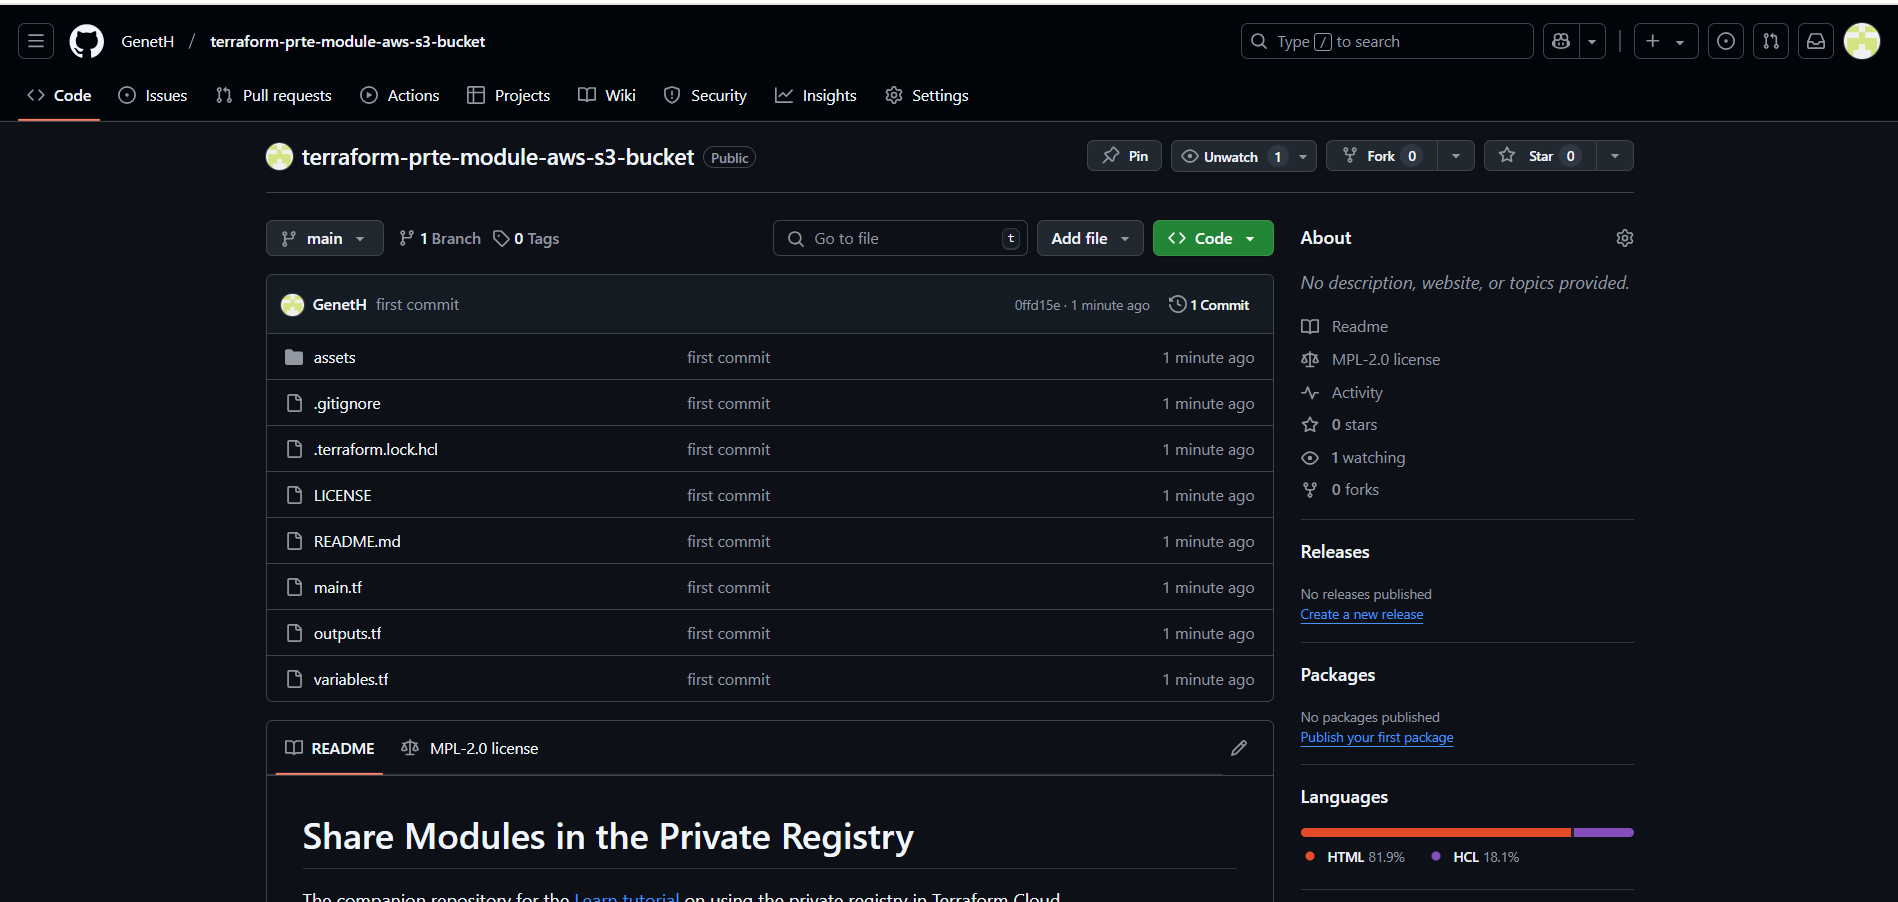 GenetH / terraform-prte-module-aws-s3-bucket
Type / to search
Code Issues Pull requests Actions Projects Wiki Security Insights Settings
terraform-prte-module-aws-s3-bucket Public
Pin Unwatch 1 Fork 0 Star 0
main 1 Branch 0 Tags
Go to file t Add file Code
GenetH first commit 0ffd15e · 1 minute ago 1 Commit
assets first commit 1 minute ago
.gitignore first commit 1 minute ago
.terraform.lock.hcl first commit 1 minute ago
LICENSE first commit 1 minute ago
README.md first commit 1 minute ago
main.tf first commit 1 minute ago
outputs.tf first commit 1 minute ago
variables.tf first commit 1 minute ago
README MPL-2.0 license
Share Modules in the Private Registry
The companion repository for the Learn tutorial on using the private registry in Terraform Cloud
About
No description, website, or topics provided.
Readme
MPL-2.0 license
Activity
0 stars
1 watching
0 forks
Releases
No releases published
Create a new release
Packages
No packages published
Publish your first package
Languages
HTML 81.9% HCL 18.1%